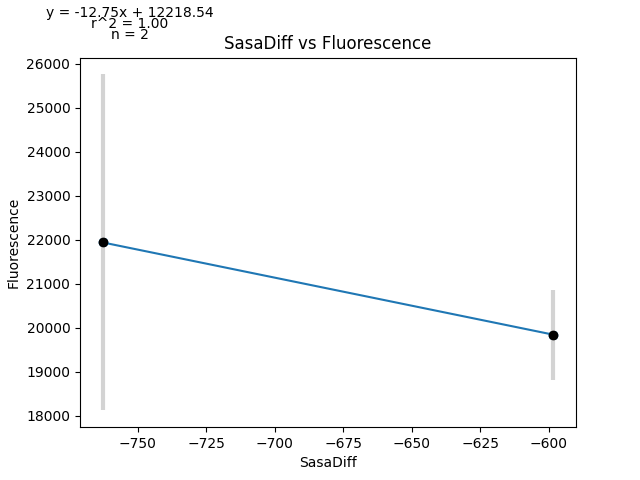 y = -12.75x + 12218.54
r^2 = 1.00
n = 2
SasaDiff vs Fluorescence
26000
25000
24000
23000
22000
21000
20000
19000
18000
Fluorescence
−750
−725
−700
−675
−650
−625
−600
SasaDiff